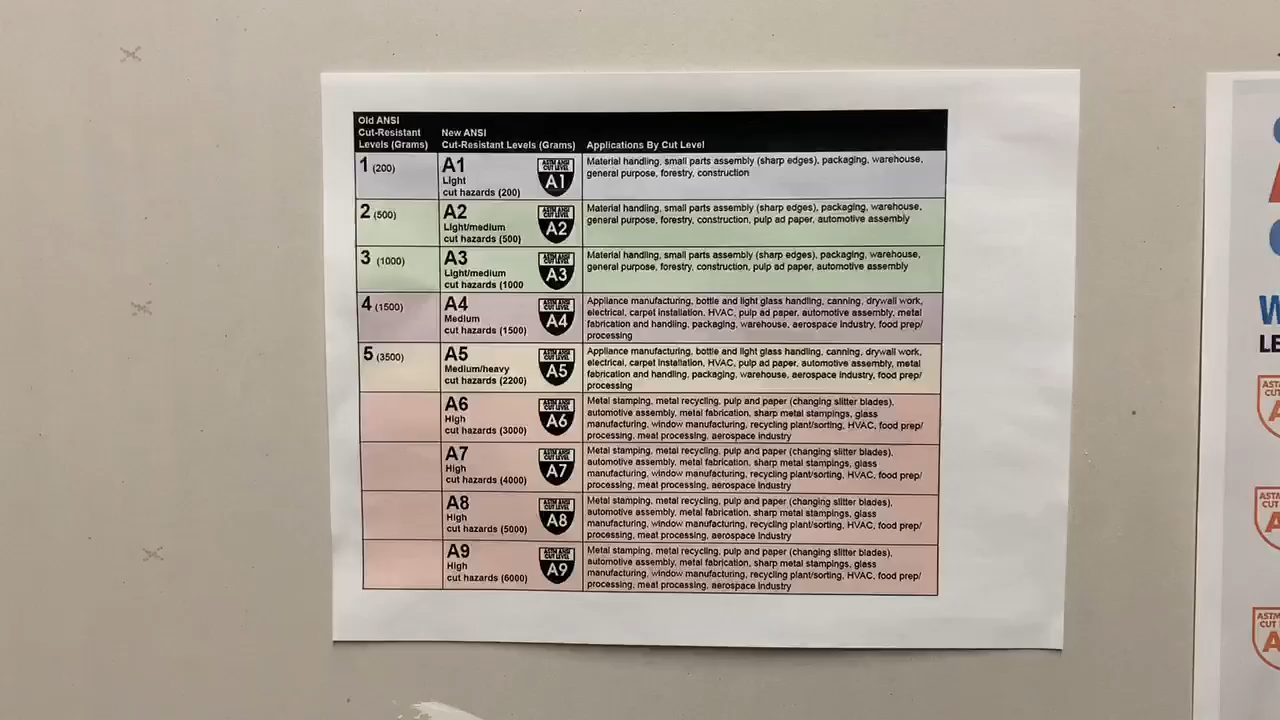 Old ANSI
Cut-Resistant
Levels (Grams)
New ANSI
Cut-Resistant Levels (Grams)
Applications By Cut Level
1 (200)
A1
Light
cut hazards (200)
ASTM ANSI
CUT LEVEL
A1
Material handling, small parts assembly (sharp edges), packaging, warehouse,
general purpose, forestry, construction
2 (500)
A2
Light/medium
cut hazards (500)
ASTM ANSI
CUT LEVEL
A2
Material handling, small parts assembly (sharp edges), packaging, warehouse,
general purpose, forestry, construction, pulp ad paper, automotive assembly
3 (1000)
A3
Light/medium
cut hazards (1000
ASTM ANSI
CUT LEVEL
A3
Material handling, small parts assembly (sharp edges), packaging, warehouse,
general purpose, forestry, construction, pulp ad paper, automotive assembly
4 (1500)
A4
Medium
cut hazards (1500)
ASTM ANSI
CUT LEVEL
A4
Appliance manufacturing, bottle and light glass handling, canning, drywall work,
electrical, carpet installation, HVAC, pulp ad paper, automotive assembly, metal
fabrication and handling, packaging, warehouse, aerospace industry, food prep/
processing
5 (3500)
A5
Medium/heavy
cut hazards (2200)
ASTM ANSI
CUT LEVEL
A5
Appliance manufacturing, bottle and light glass handling, canning, drywall work,
electrical, carpet installation, HVAC, pulp ad paper, automotive assembly, metal
fabrication and handling, packaging, warehouse, aerospace industry, food prep/
processing
A6
High
cut hazards (3000)
ASTM ANSI
CUT LEVEL
A6
Metal stamping, metal recycling, pulp and paper (changing slitter blades),
automotive assembly, metal fabrication, sharp metal stampings, glass
manufacturing, window manufacturing, recycling plant/sorting, HVAC, food prep/
processing, meat processing, aerospace industry
A7
High
cut hazards (4000)
ASTM ANSI
CUT LEVEL
A7
Metal stamping, metal recycling, pulp and paper (changing slitter blades),
automotive assembly, metal fabrication, sharp metal stampings, glass
manufacturing, window manufacturing, recycling plant/sorting, HVAC, food prep/
processing, meat processing, aerospace industry
A8
High
cut hazards (5000)
ASTM ANSI
CUT LEVEL
A8
Metal stamping, metal recycling, pulp and paper (changing slitter blades),
automotive assembly, metal fabrication, sharp metal stampings, glass
manufacturing, window manufacturing, recycling plant/sorting, HVAC, food prep/
processing, meat processing, aerospace industry
A9
High
cut hazards (6000)
ASTM ANSI
CUT LEVEL
A9
Metal stamping, metal recycling, pulp and paper (changing slitter blades),
automotive assembly, metal fabrication, sharp metal stampings, glass
manufacturing, window manufacturing, recycling plant/sorting, HVAC, food prep/
processing, meat processing, aerospace industry
W
LE
AST
CUT
A
AST
CUT
A
ASTM
CUT
A